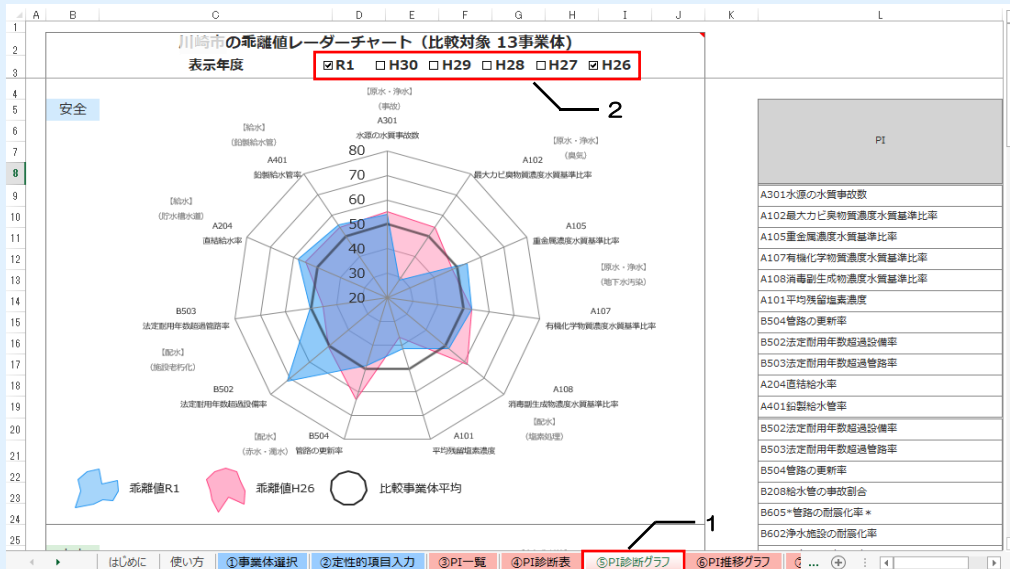 A B C D E F G H I J K L
1
2
3
4
5
6
7
8
9
10
11
12
13
14
15
16
17
18
19
20
21
22
23
24
25
川崎市の乖離値レーダーチャート（比較対象 13事業体)
表示年度 R1 H30 H29 H28 H27 H26
2
安全
【原水・浄水】
(事故)
A301
水源の水質事故数
【原水・浄水】
(臭気)
A102
最大カビ臭物質濃度水質基準比率
A105
重金属濃度水質基準比率
【原水・浄水】
(地下水汚染)
A107
有機化学物質濃度水質基準比率
A108
消毒副生成物濃度水質基準比率
【配水】
(塩素処理)
A101
平均残留塩素濃度
B504
管路の更新率
【配水】
(赤水・濁水)
B502
法定耐用年数超過設備率
【配水】
(施設老朽化)
B503
法定耐用年数超過管路率
A204
直結給水率
【給水】
(貯水槽水道)
A401
鉛製給水管率
【給水】
(鉛製給水管)
80
70
60
50
40
30
20
乖離値R1 乖離値H26 比較事業体平均
PI
A301水源の水質事故数
A102最大カビ臭物質濃度水質基準比率
A105重金属濃度水質基準比率
A107有機化学物質濃度水質基準比率
A108消毒副生成物濃度水質基準比率
A101平均残留塩素濃度
B504管路の更新率
B502法定耐用年数超過設備率
B503法定耐用年数超過管路率
A204直結給水率
A401鉛製給水管率
B502法定耐用年数超過設備率
B503法定耐用年数超過管路率
B504管路の更新率
B208給水管の事故割合
B605*管路の耐震化率*
B602浄水施設の耐震化率
1
はじめに 使い方 ①事業体選択 ②定性的項目入力 ③PI一覧 ④PI診断表 ⑤PI診断グラフ ⑥PI推移グラフ ...